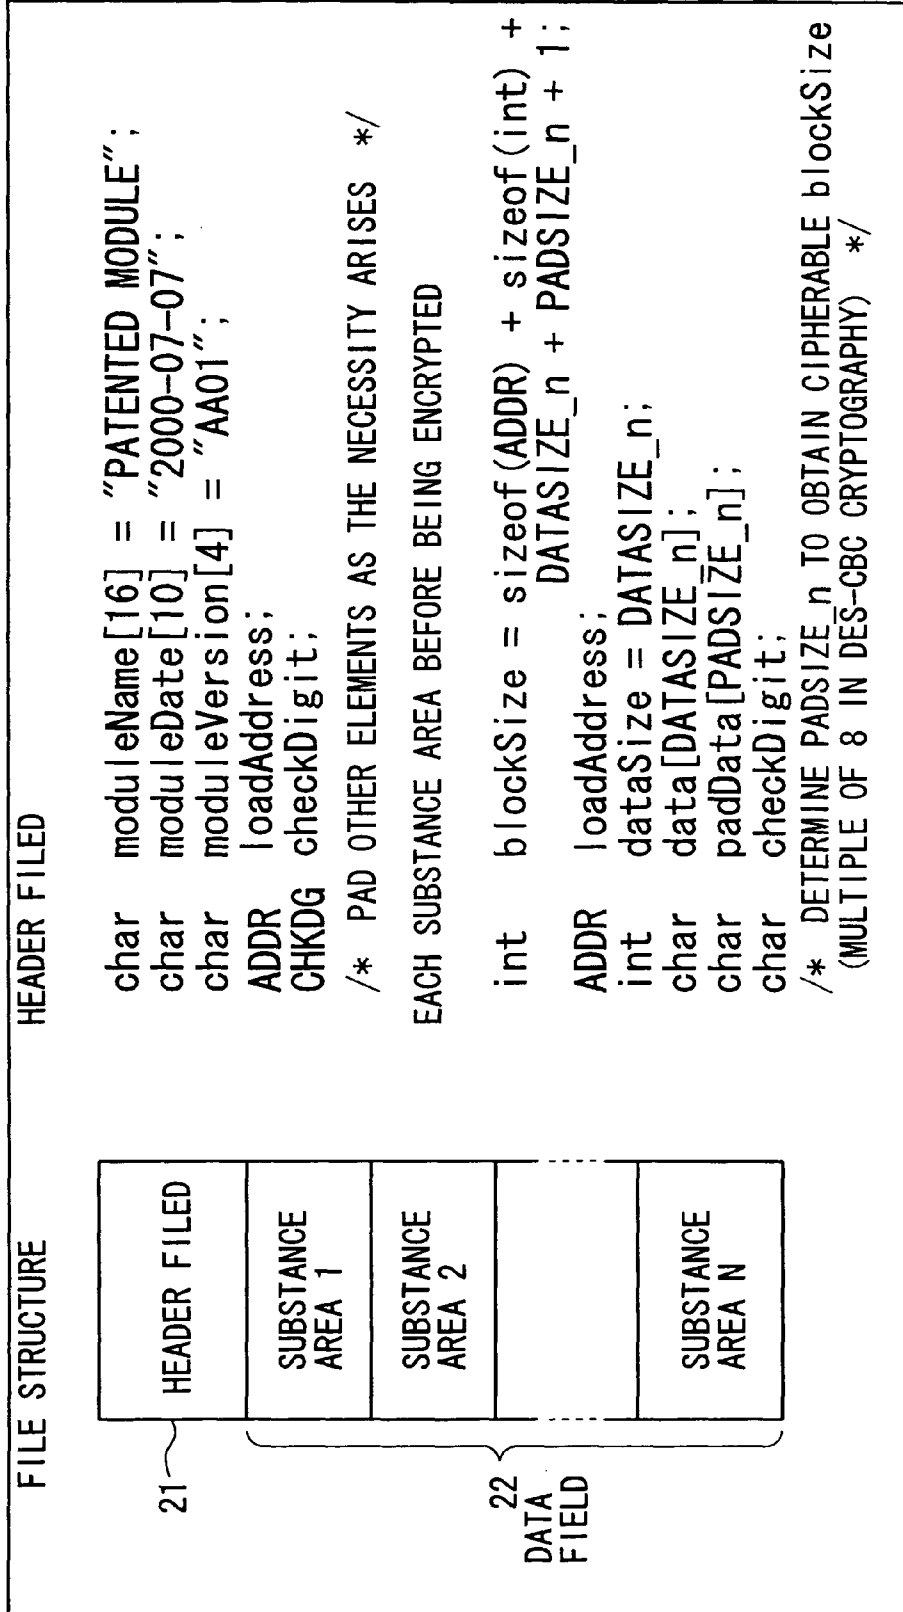 FILE STRUCTURE
21
HEADER FILED
SUBSTANCE
AREA 1
SUBSTANCE
AREA 2
SUBSTANCE
AREA N
22
DATA
FIELD
HEADER FILED
char moduleName[16] = "PATENTED MODULE";
char moduleDate[10] = "2000-07-07";
char moduleVersion[4] = "AA01";
ADDR loadAddress;
CHKDG checkDigit;
/* PAD OTHER ELEMENTS AS THE NECESSITY ARISES */
EACH SUBSTANCE AREA BEFORE BEING ENCRYPTED
int blockSize = sizeof(ADDR) + sizeof(int) +
DATASIZE_n + PADSIZE_n + 1;
ADDR loadAddress;
int dataSize = DATASIZE_n;
char data[DATASIZE_n];
char padData[PADSIZE_n];
char checkDigit;
/* DETERMINE PADSIZE_n TO OBTAIN CIPHERABLE blockSize
(MULTIPLE OF 8 IN DES-CBC CRYPTOGRAPHY) */